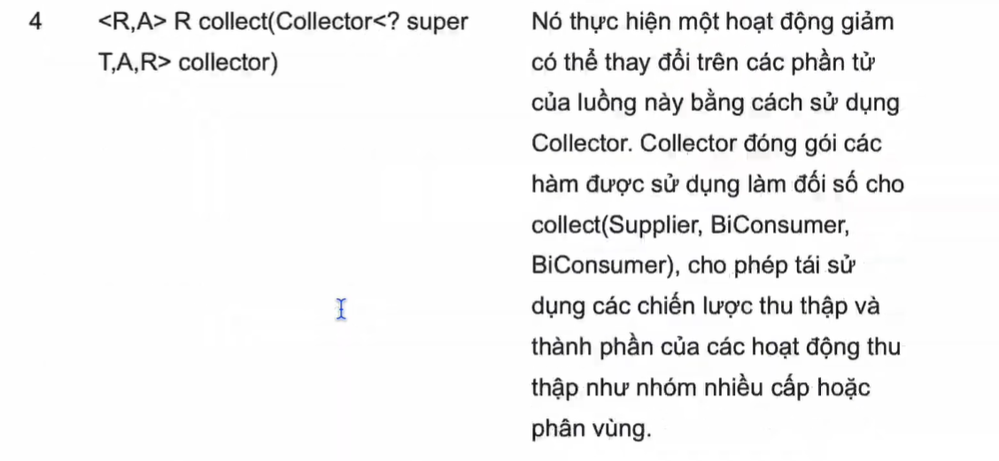 4 <R,A> R collect(Collector<? super
T,A,R> collector)
Nó thực hiện một hoạt động giảm
có thể thay đổi trên các phần tử
của luồng này bằng cách sử dụng
Collector. Collector đóng gói các
hàm được sử dụng làm đối số cho
collect(Supplier, BiConsumer,
BiConsumer), cho phép tái sử
dụng các chiến lược thu thập và
thành phần của các hoạt động thu
thập như nhóm nhiều cấp hoặc
phân vùng.